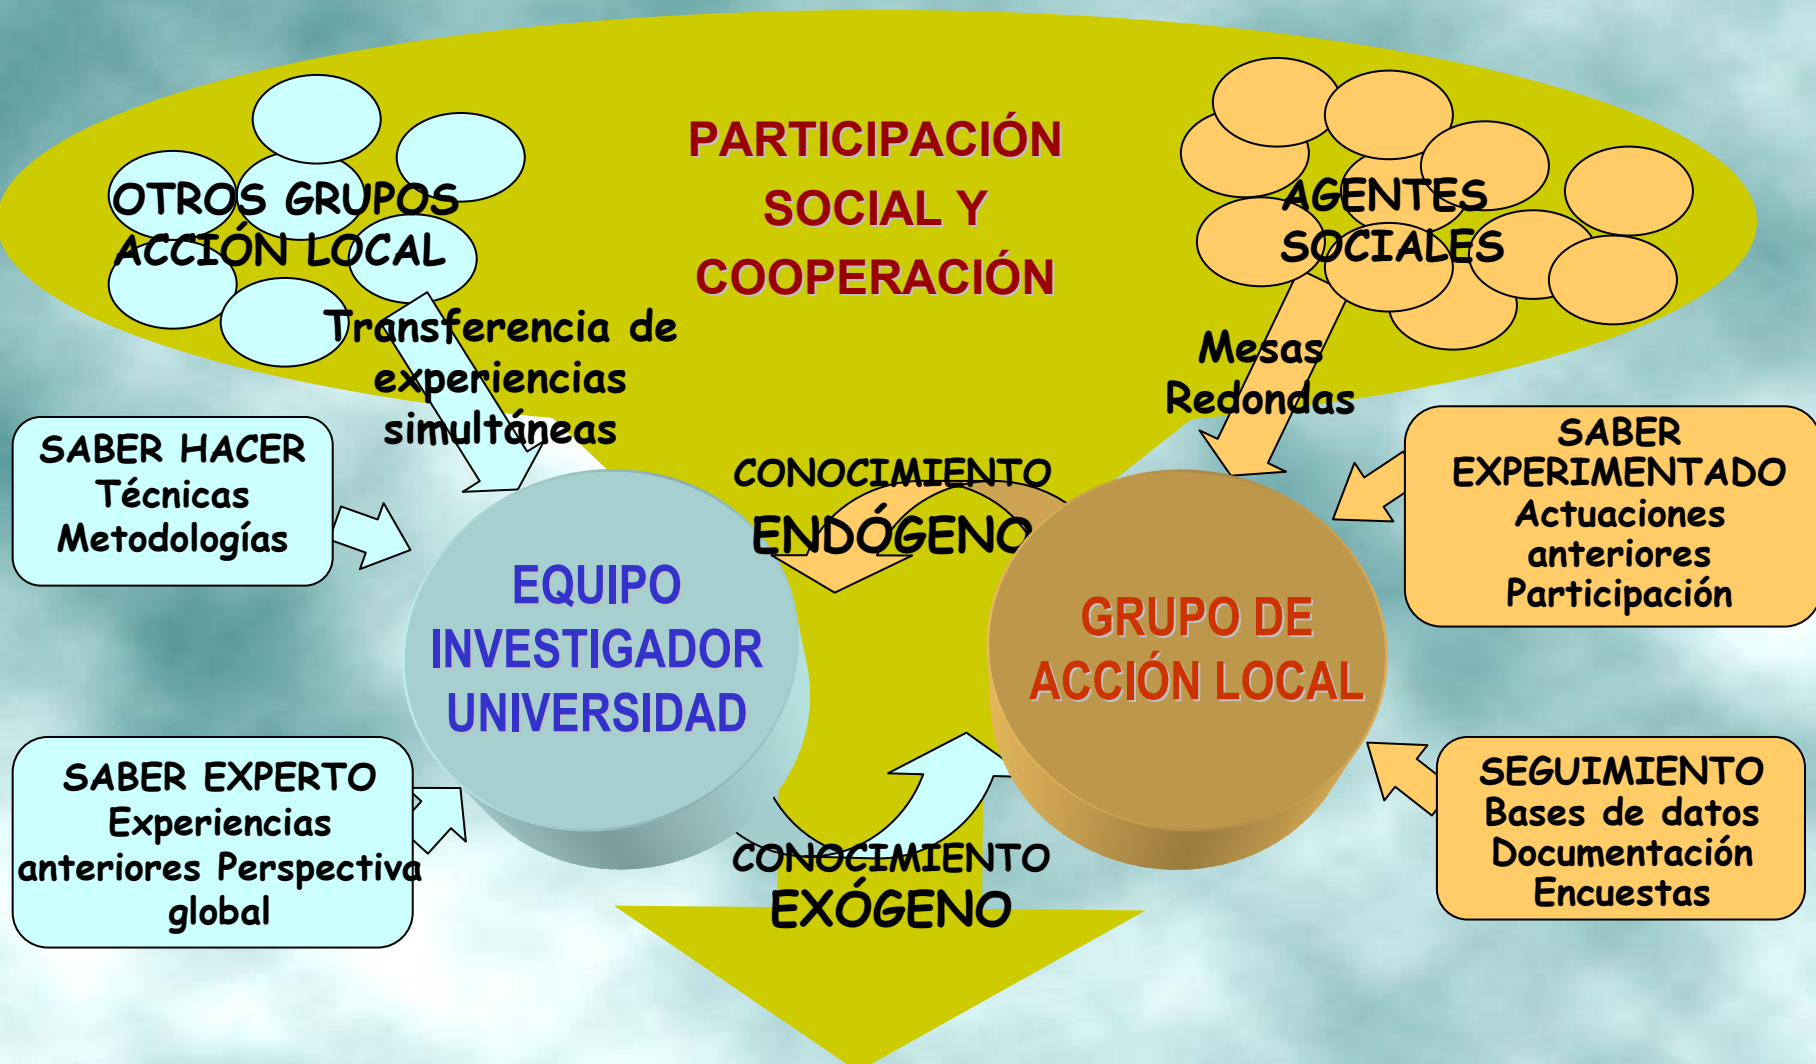 PARTICIPACIÓN
SOCIAL Y
COOPERACIÓN
OTROS GRUPOS
ACCIÓN LOCAL
AGENTES
SOCIALES
Transferencia de
experiencias
simultáneas
Mesas
Redondas
SABER HACER
Técnicas
Metodologías
CONOCIMIENTO
ENDÓGENO
SABER
EXPERIMENTADO
Actuaciones
anteriores
Participación
EQUIPO
INVESTIGADOR
UNIVERSIDAD
GRUPO DE
ACCIÓN LOCAL
SABER EXPERTO
Experiencias
anteriores Perspectiva
global
CONOCIMIENTO
EXÓGENO
SEGUIMIENTO
Bases de datos
Documentación
Encuestas